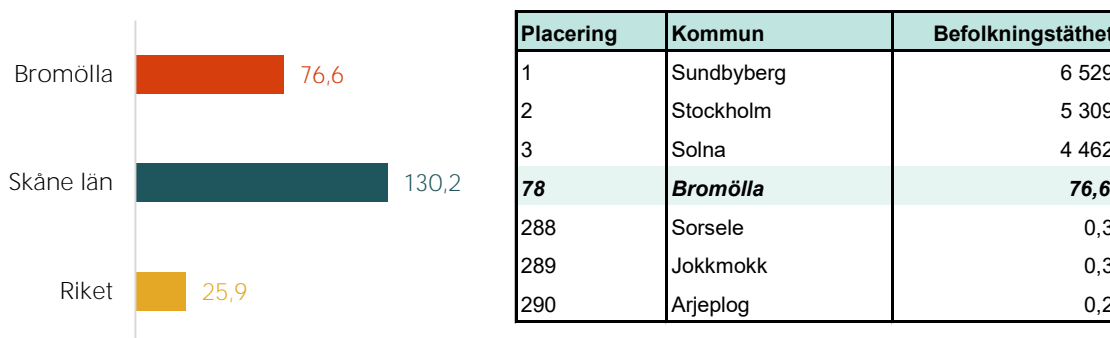 Bromölla 76,6
Skåne län 130,2
Riket 25,9
Placering Kommun Befolkningstäthet
1 Sundbyberg 6 529
2 Stockholm 5 309
3 Solna 4 462
78 Bromölla 76,6
288 Sorsele 0,3
289 Jokkmokk 0,3
290 Arjeplog 0,2